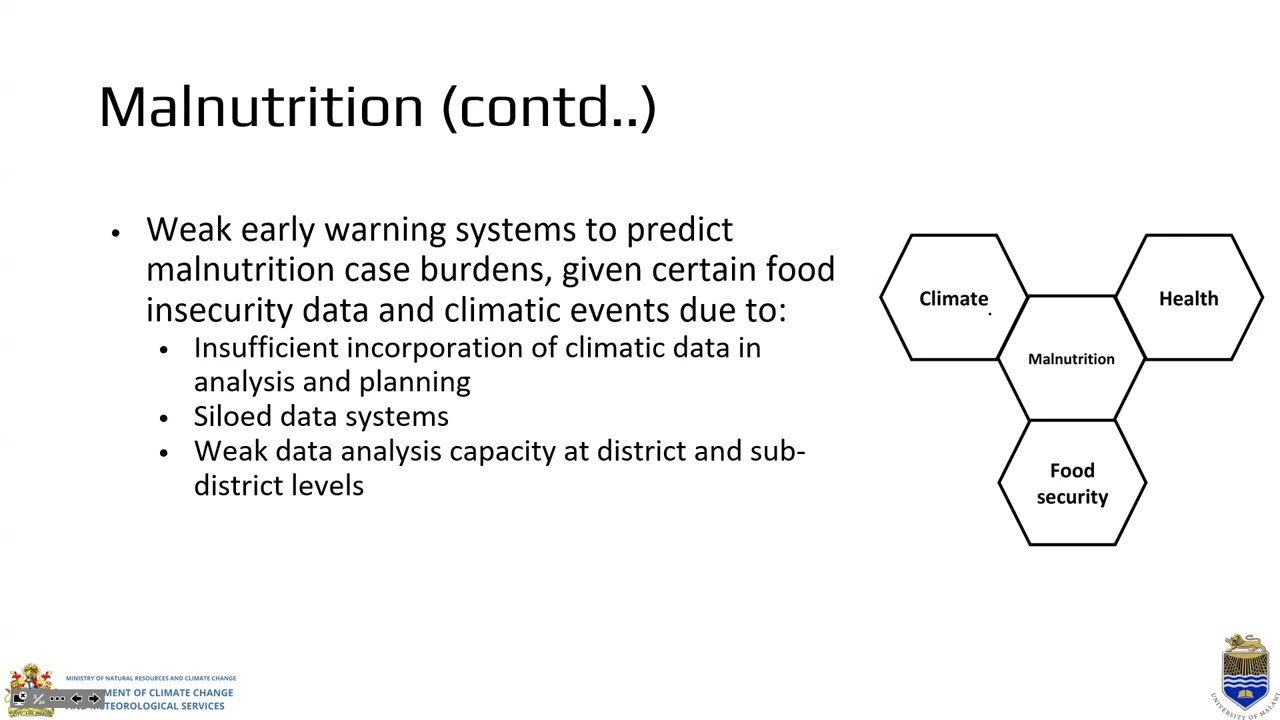 Malnutrition (contd..)
Weak early warning systems to predict
malnutrition case burdens, given certain food
insecurity data and climatic events due to:
Insufficient incorporation of climatic data in
analysis and planning
Siloed data systems
Weak data analysis capacity at district and sub-
district levels
Climate
Health
Malnutrition
Food
security
MINISTRY OF NATURAL RESOURCES AND CLIMATE CHANGE
MENT OF CLIMATE CHANGE
TEOROLOGICAL SERVICES
UNIVERSITY OF MALAWI